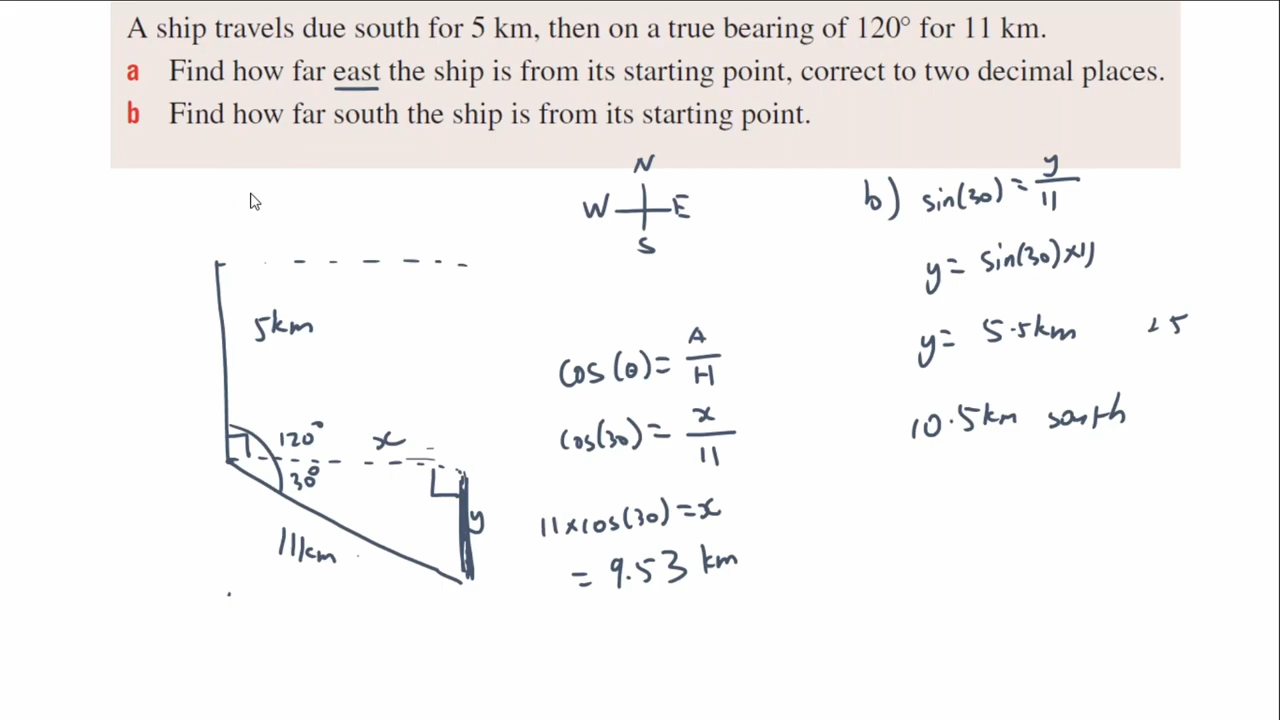 A ship travels due south for 5 km, then on a true bearing of 120° for 11 km.
a Find how far east the ship is from its starting point, correct to two decimal places.
b Find how far south the ship is from its starting point.
N
W E
S
5km
120°
x
30°
y
11km
cos(θ)= A/H
cos(30)= x/11
11×cos(30)=x
= 9.53 km
b) sin(30)= y/11
y= sin(30)×11
y= 5.5km +5
10.5km south